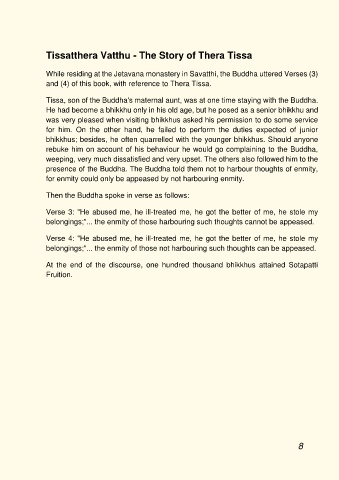 Tissatthera Vatthu - The Story of Thera Tissa
While residing at the Jetavana monastery in Savatthi, the Buddha uttered Verses (3)
and (4) of this book, with reference to Thera Tissa.
Tissa, son of the Buddha's maternal aunt, was at one time staying with the Buddha.
He had become a bhikkhu only in his old age, but he posed as a senior bhikkhu and
was very pleased when visiting bhikkhus asked his permission to do some service
for him. On the other hand, he failed to perform the duties expected of junior
bhikkhus; besides, he often quarrelled with the younger bhikkhus. Should anyone
rebuke him on account of his behaviour he would go complaining to the Buddha,
weeping, very much dissatisfied and very upset. The others also followed him to the
presence of the Buddha. The Buddha told them not to harbour thoughts of enmity,
for enmity could only be appeased by not harbouring enmity.
Then the Buddha spoke in verse as follows:
Verse 3: "He abused me, he ill-treated me, he got the better of me, he stole my
belongings;"... the enmity of those harbouring such thoughts cannot be appeased.
Verse 4: "He abused me, he ill-treated me, he got the better of me, he stole my
belongings;"... the enmity of those not harbouring such thoughts can be appeased.
At the end of the discourse, one hundred thousand bhikkhus attained Sotapatti
Fruition.
8